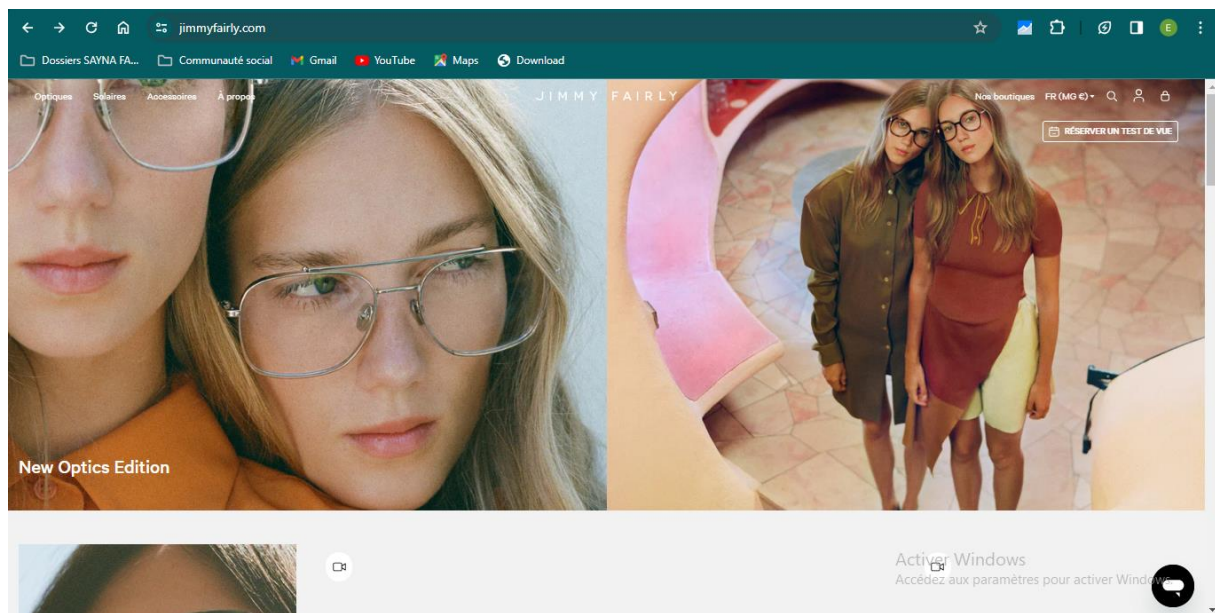 jimmyfairly.com
E
Dossiers SAYNA FA... Communauté social Gmail YouTube Maps Download
Optiques Solaires Accessoires À propos JIMMY FAIRLY Nos boutiques FR (MG €)
RÉSERVER UN TEST DE VUE
New Optics Edition
Activer Windows
Accédez aux paramètres pour activer Windows.